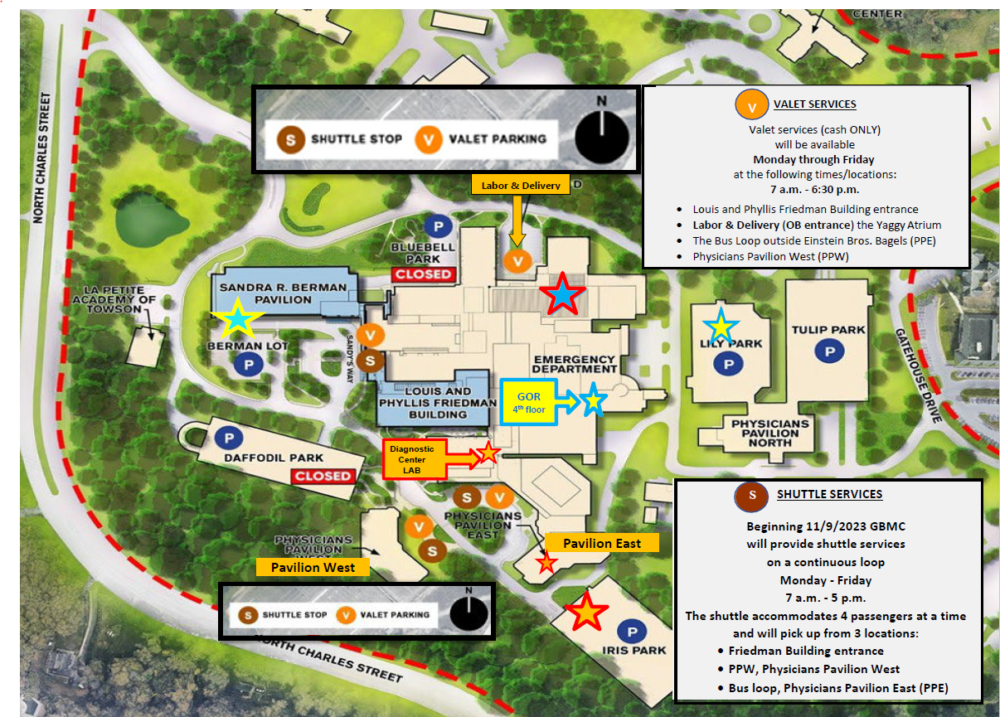 CENTER
NORTH CHARLES STREET
N
S SHUTTLE STOP V VALET PARKING
V VALET SERVICES
Valet services (cash ONLY)
will be available
Monday through Friday
at the following times/locations:
7 a.m. - 6:30 p.m.
• Louis and Phyllis Friedman Building entrance
• Labor & Delivery (OB entrance) the Yaggy Atrium
• The Bus Loop outside Einstein Bros. Bagels (PPE)
• Physicians Pavilion West (PPW)
Labor & Delivery D
P
BLUEBELL
PARK
CLOSED
V
SANDRA R. BERMAN
PAVILION
LA PETITE
ACADEMY OF
TOWSON
BERMAN LOT
P
SANDY'S WAY
V
S
LOUIS AND
PHYLLIS FRIEDMAN
BUILDING
EMERGENCY
DEPARTMENT
GOR
4th floor
LILY PARK
P
TULIP PARK
P
GATEHOUSE DRIVE
PHYSICIANS
PAVILION
NORTH
P
DAFFODIL PARK
CLOSED
Diagnostic
Center
LAB
S V
PHYSICIANS
PAVILION
EAST
V
S
PHYSICIANS
PAVILION
Pavilion West
Pavilion East
P
IRIS PARK
N
S SHUTTLE STOP V VALET PARKING
NORTH CHARLES STREET
S SHUTTLE SERVICES
Beginning 11/9/2023 GBMC
will provide shuttle services
on a continuous loop
Monday - Friday
7 a.m. - 5 p.m.
The shuttle accommodates 4 passengers at a time
and will pick up from 3 locations:
• Friedman Building entrance
• PPW, Physicians Pavilion West
• Bus loop, Physicians Pavilion East (PPE)